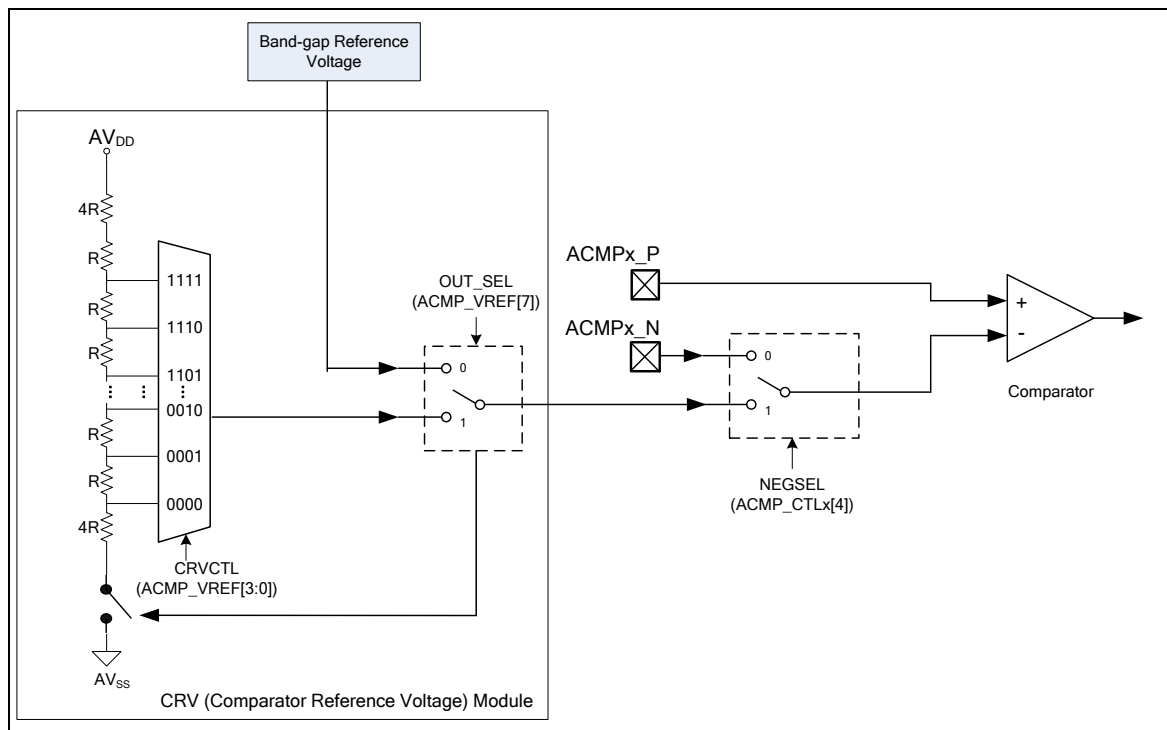 Band-gap Reference
Voltage
AVDD
4R
R
1111
R
1110
R
1101
... ... ...
0010
R
0001
R
0000
4R
CRVCTL
(ACMP_VREF[3:0])
AVSS
CRV (Comparator Reference Voltage) Module
OUT_SEL
(ACMP_VREF[7])
0
1
ACMPx_P
ACMPx_N
0
1
NEGSEL
(ACMP_CTLx[4])
+
-
Comparator